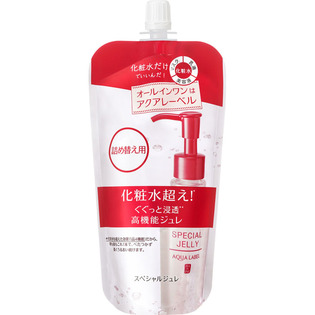 化粧水だけ
でいいんだ!
化粧水
オールインワンは
アクアレーベル
詰め替え用
化粧水超え!
ぐぐっと浸透
高機能ジュレ
SPECIAL
JELLY
AQUA LABEL
スペシャルジュレ